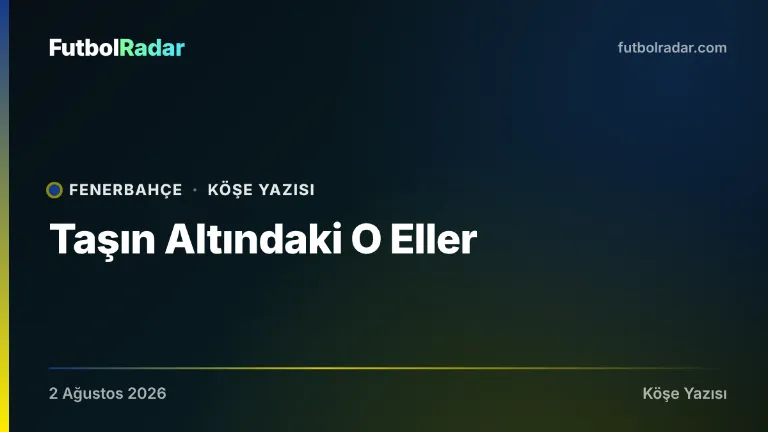 FutbolRadar
futbolradar.com
FENERBAHÇE · KÖŞE YAZISI
Taşın Altındaki O Eller
2 Ağustos 2026
Köşe Yazısı